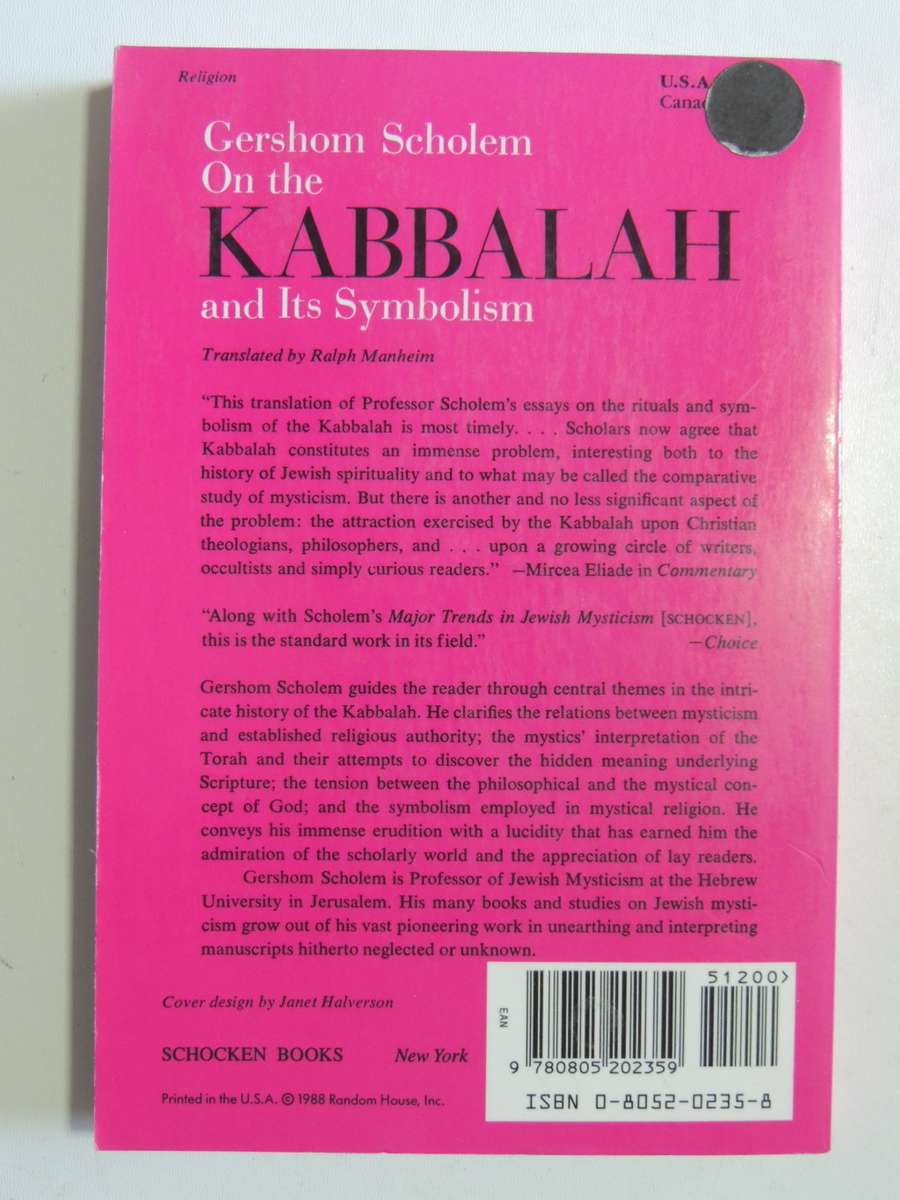 Religion
U.S.A
Gershom Scholem
On the
KABBALAH
and Its Symbolism
Translated by Ralph Manheim
“This translation of Professor Scholem’s essays on the rituals and sym-
bolism of the Kabbalah is most timely. . . . Scholars now agree that
Kabbalah constitutes an immense problem, interesting both to the
history of Jewish spirituality and to what may be called the comparative
study of mysticism. But there is another and no less significant aspect of
the problem: the attraction exercised by the Kabbalah upon Christian
theologians, philosophers, and . . . upon a growing circle of writers,
occultists and simply curious readers.” —Mircea Eliade in Commentary
“Along with Scholem’s Major Trends in Jewish Mysticism [SCHOCKEN],
this is the standard work in its field.” —Choice
Gershom Scholem guides the reader through central themes in the intri-
cate history of the Kabbalah. He clarifies the relations between mysticism
and established religious authority; the mystics’ interpretation of the
Torah and their attempts to discover the hidden meaning underlying
Scripture; the tension between the philosophical and the mystical con-
cept of God; and the symbolism employed in mystical religion. He
conveys his immense erudition with a lucidity that has earned him the
admiration of the scholarly world and the appreciation of lay readers.
Gershom Scholem is Professor of Jewish Mysticism at the Hebrew
University in Jerusalem. His many books and studies on Jewish mysti-
cism grow out of his vast pioneering work in unearthing and interpreting
manuscripts hitherto neglected or unknown.
Cover design by Janet Halverson
SCHOCKEN BOOKS New York
Printed in the U.S.A. © 1988 Random House, Inc.
EAN
51200>
9 780805 202359
ISBN 0-8052-0235-8